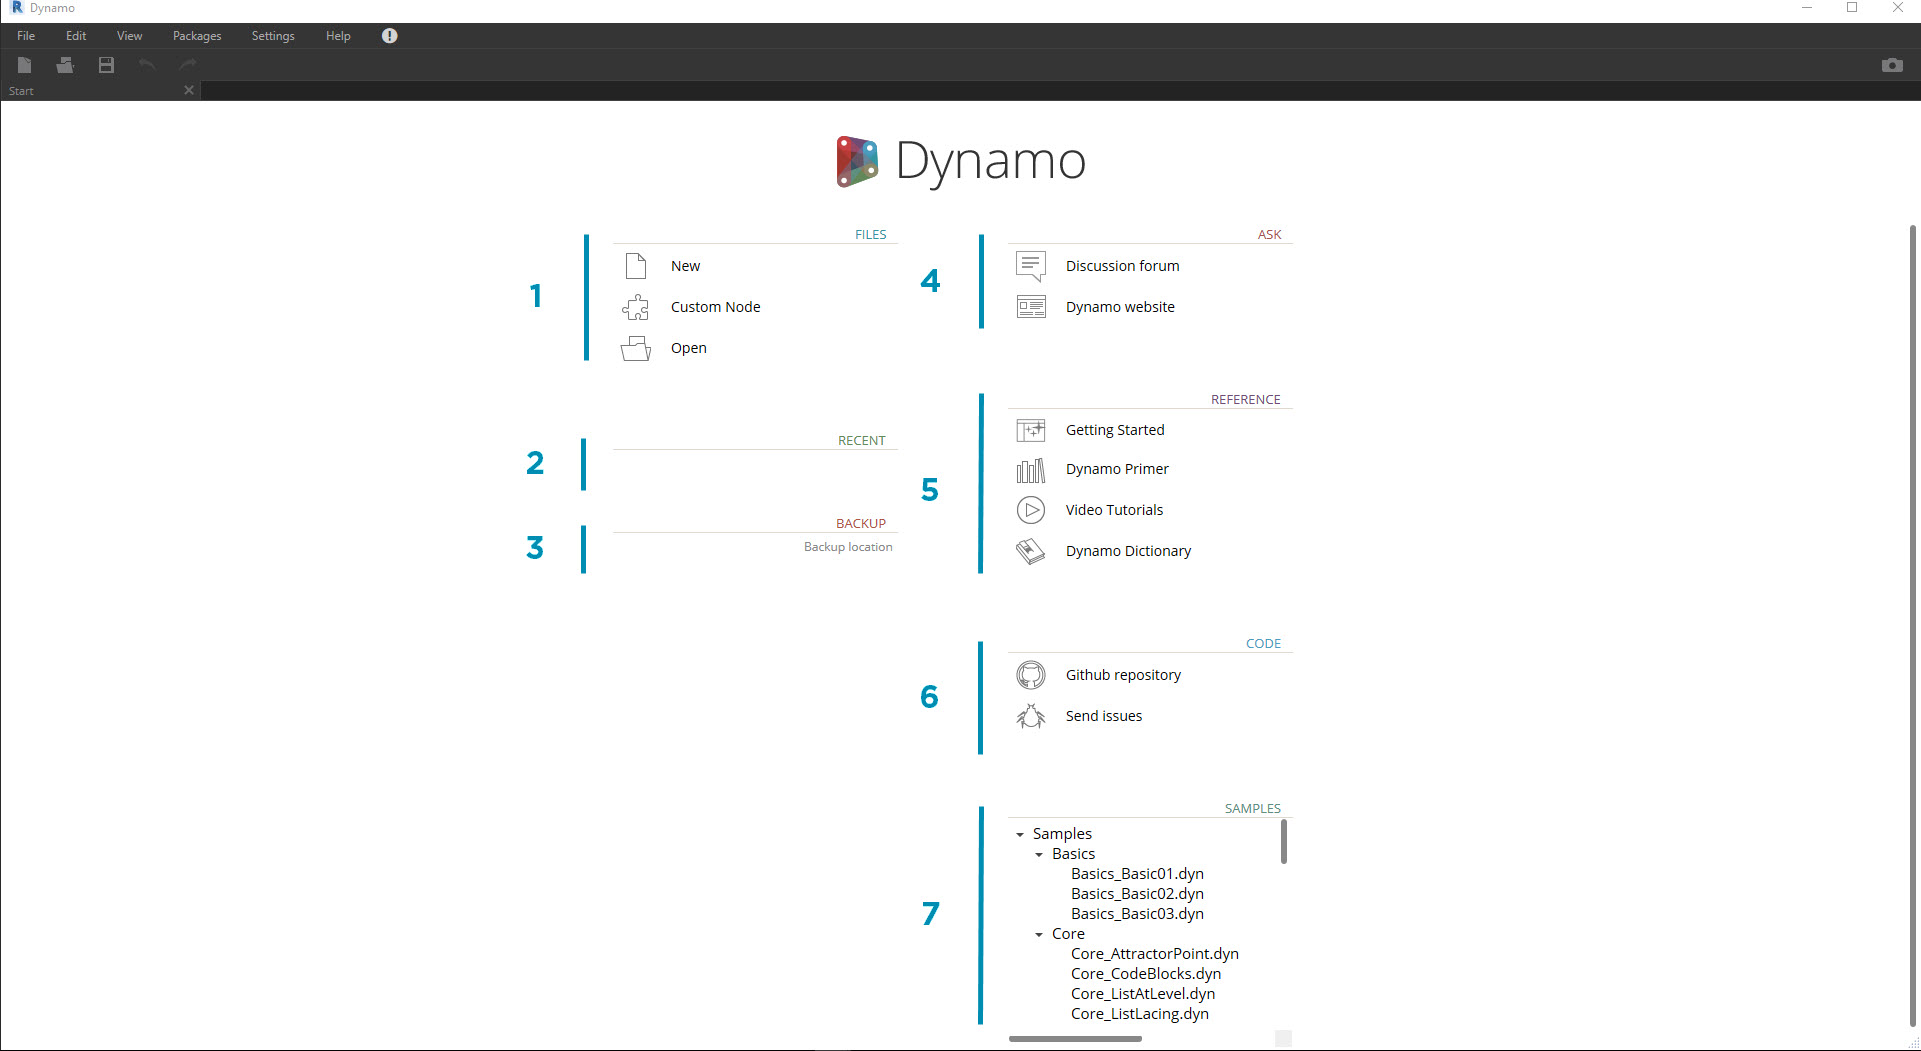 Dynamo
File Edit View Packages Settings Help
Start
Dynamo
FILES
1
New
Custom Node
Open
2
RECENT
3
BACKUP
Backup location
ASK
4
Discussion forum
Dynamo website
REFERENCE
5
Getting Started
Dynamo Primer
Video Tutorials
Dynamo Dictionary
CODE
6
Github repository
Send issues
SAMPLES
7
Samples
Basics
Basics_Basic01.dyn
Basics_Basic02.dyn
Basics_Basic03.dyn
Core
Core_AttractorPoint.dyn
Core_CodeBlocks.dyn
Core_ListAtLevel.dyn
Core_ListLacing.dyn